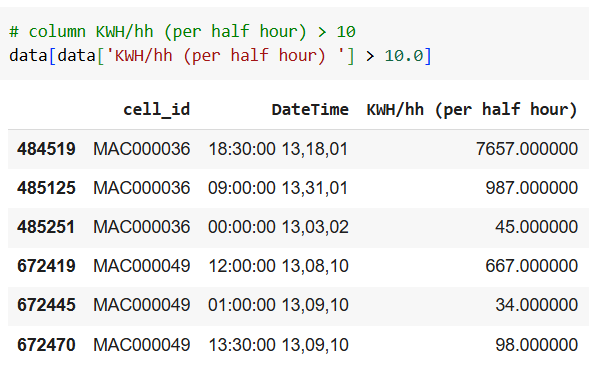 # column KWH/hh (per half hour) > 10
data[data['KWH/hh (per half hour) '] > 10.0]
cell_id DateTime KWH/hh (per half hour)
484519 MAC000036 18:30:00 13,18,01 7657.000000
485125 MAC000036 09:00:00 13,31,01 987.000000
485251 MAC000036 00:00:00 13,03,02 45.000000
672419 MAC000049 12:00:00 13,08,10 667.000000
672445 MAC000049 01:00:00 13,09,10 34.000000
672470 MAC000049 13:30:00 13,09,10 98.000000